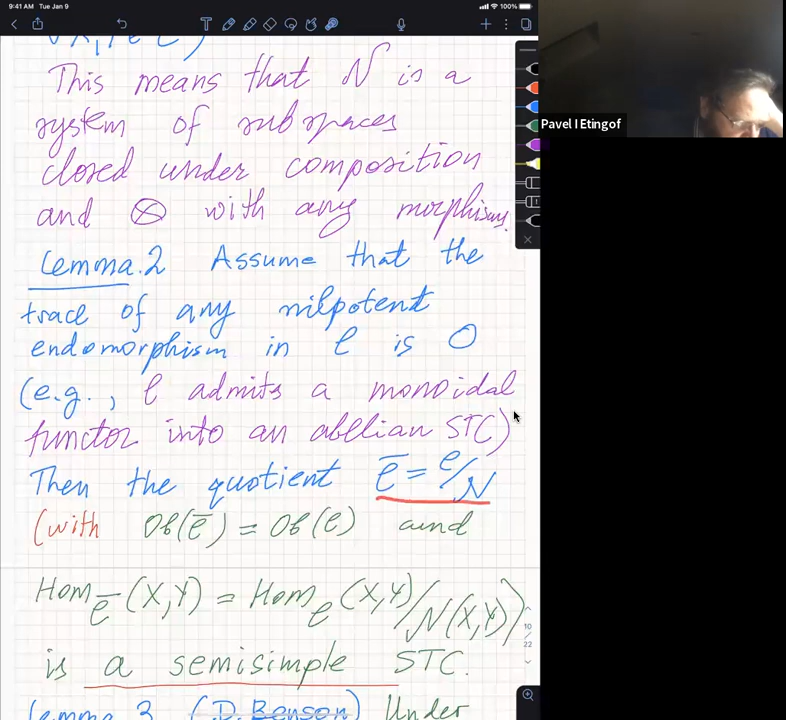 9:41 AM Tue Jan 9
100%
This means that N is a
system of subspaces
closed under composition
and ⊗ with any morphisms.
Lemma.2 Assume that the
trace of any nilpotent
endomorphism in C is 0
(e.g., C admits a monoidal
functor into an abelian STC)
Then the quotient C̄ = C/N
(with Ob(C̄) = Ob(C) and
Hom_C̄(X,Y) = Hom_C(X,Y)/N(X,Y))
is a semisimple STC.
Lemma 3 (D. Benson) Under
10
22
Pavel I Etingof